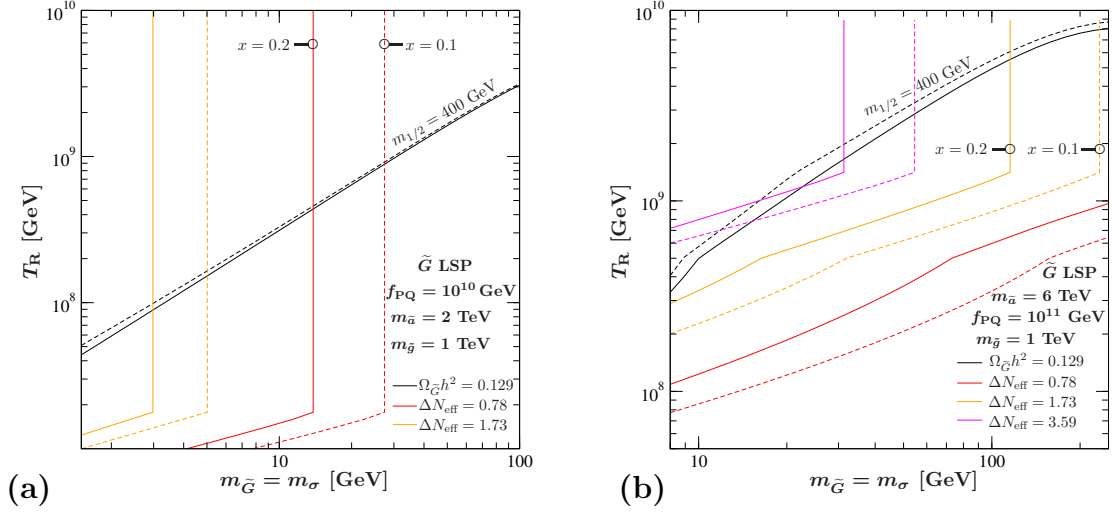 10^10
10^9
10^8
T_R [GeV]
x = 0.2
x = 0.1
m_{1/2} = 400 GeV
G̃ LSP
f_PQ = 10^10 GeV
m_ã = 2 TeV
m_g̃ = 1 TeV
Ω_G̃ h² = 0.129
ΔN_eff = 0.78
ΔN_eff = 1.73
10
100
(a)
m_G̃ = m_σ [GeV]
10^10
10^9
10^8
T_R [GeV]
m_{1/2} = 400 GeV
x = 0.2
x = 0.1
G̃ LSP
m_ã = 6 TeV
f_PQ = 10^11 GeV
m_g̃ = 1 TeV
Ω_G̃ h² = 0.129
ΔN_eff = 0.78
ΔN_eff = 1.73
ΔN_eff = 3.59
10
100
(b)
m_G̃ = m_σ [GeV]